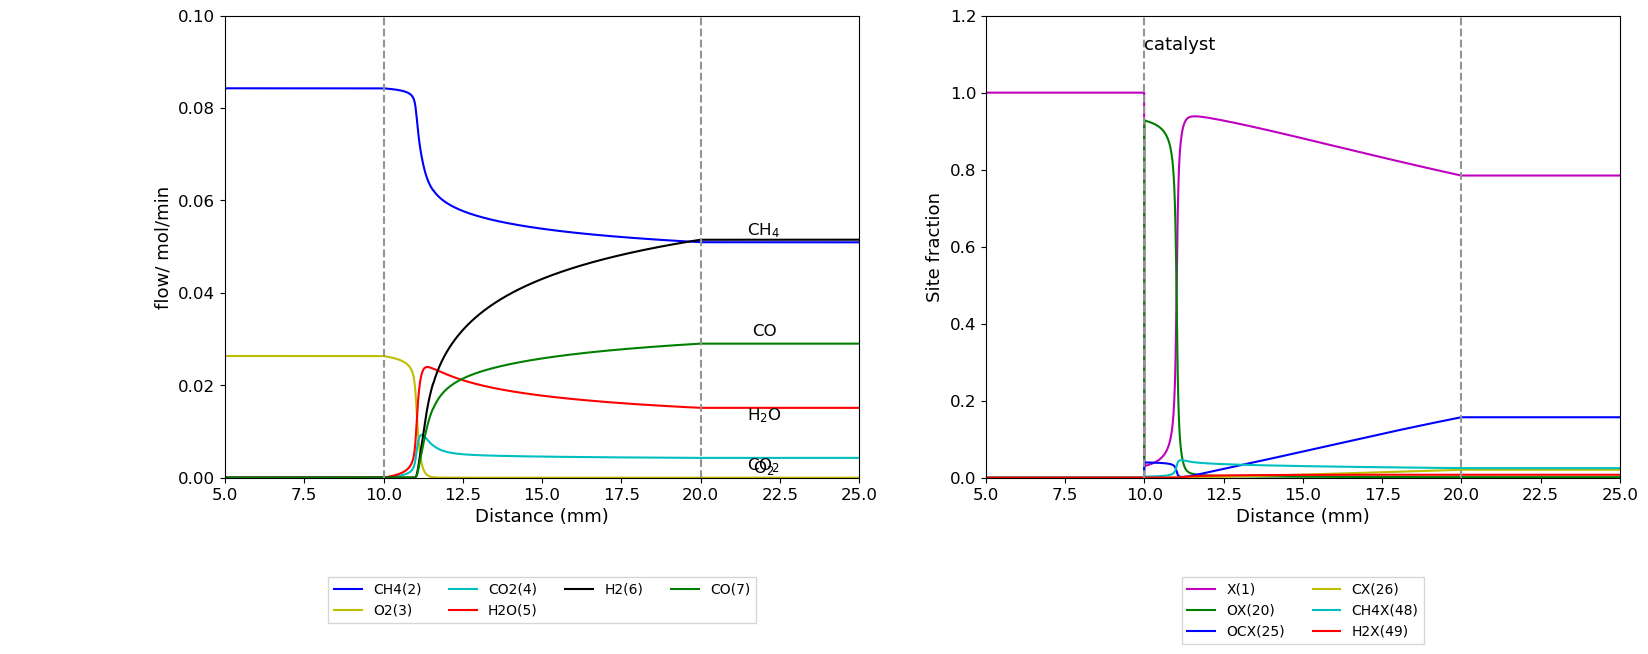 0.10
0.08
0.06
0.04
0.02
0.00
flow/ mol/min
CH₄
CO
H₂O
CO₂
O₂
5.0 7.5 10.0 12.5 15.0 17.5 20.0 22.5 25.0
Distance (mm)
CH4(2) CO2(4) H2(6) CO(7)
O2(3) H2O(5)
1.2
1.0
0.8
0.6
0.4
0.2
0.0
Site fraction
catalyst
5.0 7.5 10.0 12.5 15.0 17.5 20.0 22.5 25.0
Distance (mm)
X(1) CX(26)
OX(20) CH4X(48)
OCX(25) H2X(49)